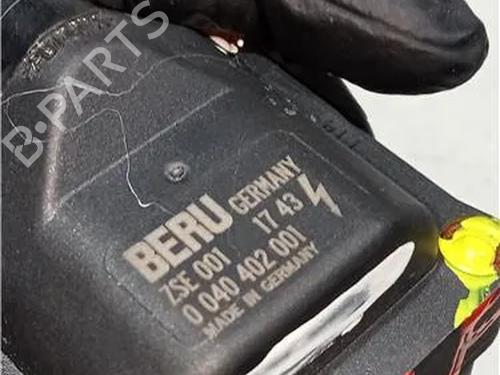 B-PARTS
BERU GERMANY
ZSE 001 17 43
0 040 402 001
MADE IN GERMANY